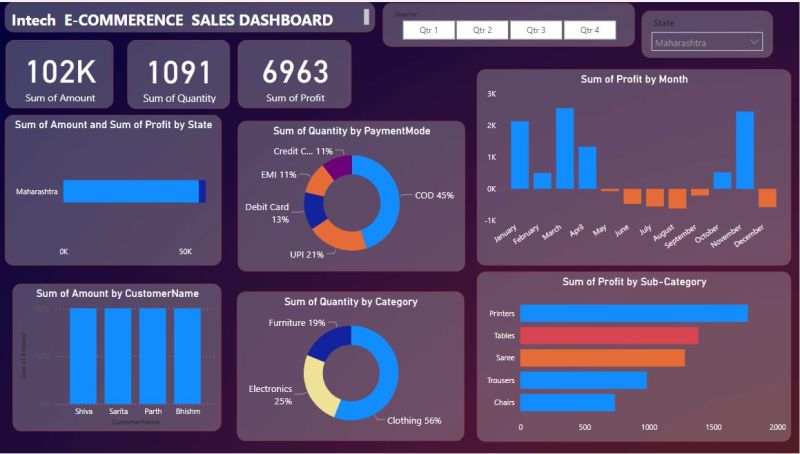 Intech E-COMMERENCE SALES DASHBOARD
Quarter
Qtr 1 Qtr 2 Qtr 3 Qtr 4
State
Maharashtra
102K
Sum of Amount
1091
Sum of Quantity
6963
Sum of Profit
Sum of Amount and Sum of Profit by State
Maharashtra
0K 50K
Sum of Quantity by PaymentMode
Credit C... 11%
EMI 11%
Debit Card
13%
UPI 21%
COD 45%
Sum of Profit by Month
3K
2K
1K
0K
-1K
January February March April May June July August September October November December
Sum of Amount by CustomerName
Sum of Amount
100%
50%
0%
Shiva Sarita Parth Bhishm
CustomerName
Sum of Quantity by Category
Furniture 19%
Electronics
25%
Clothing 56%
Sum of Profit by Sub-Category
Printers
Tables
Saree
Trousers
Chairs
0 500 1000 1500 2000